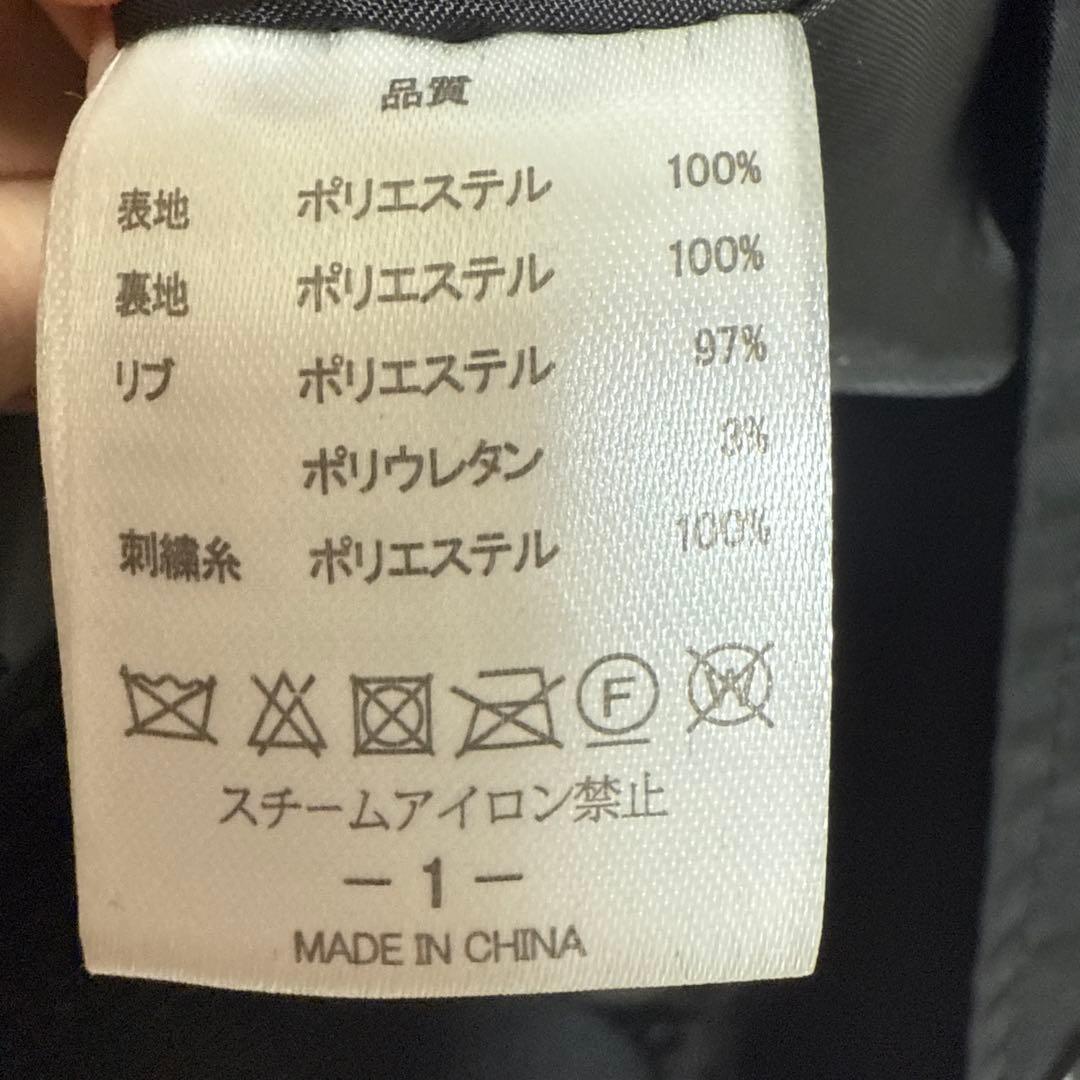 品質
表地 ポリエステル 100%
裏地 ポリエステル 100%
リブ ポリエステル 97%
ポリウレタン 3%
刺繍糸 ポリエステル 100%
F W
スチームアイロン禁止
- 1 -
MADE IN CHINA